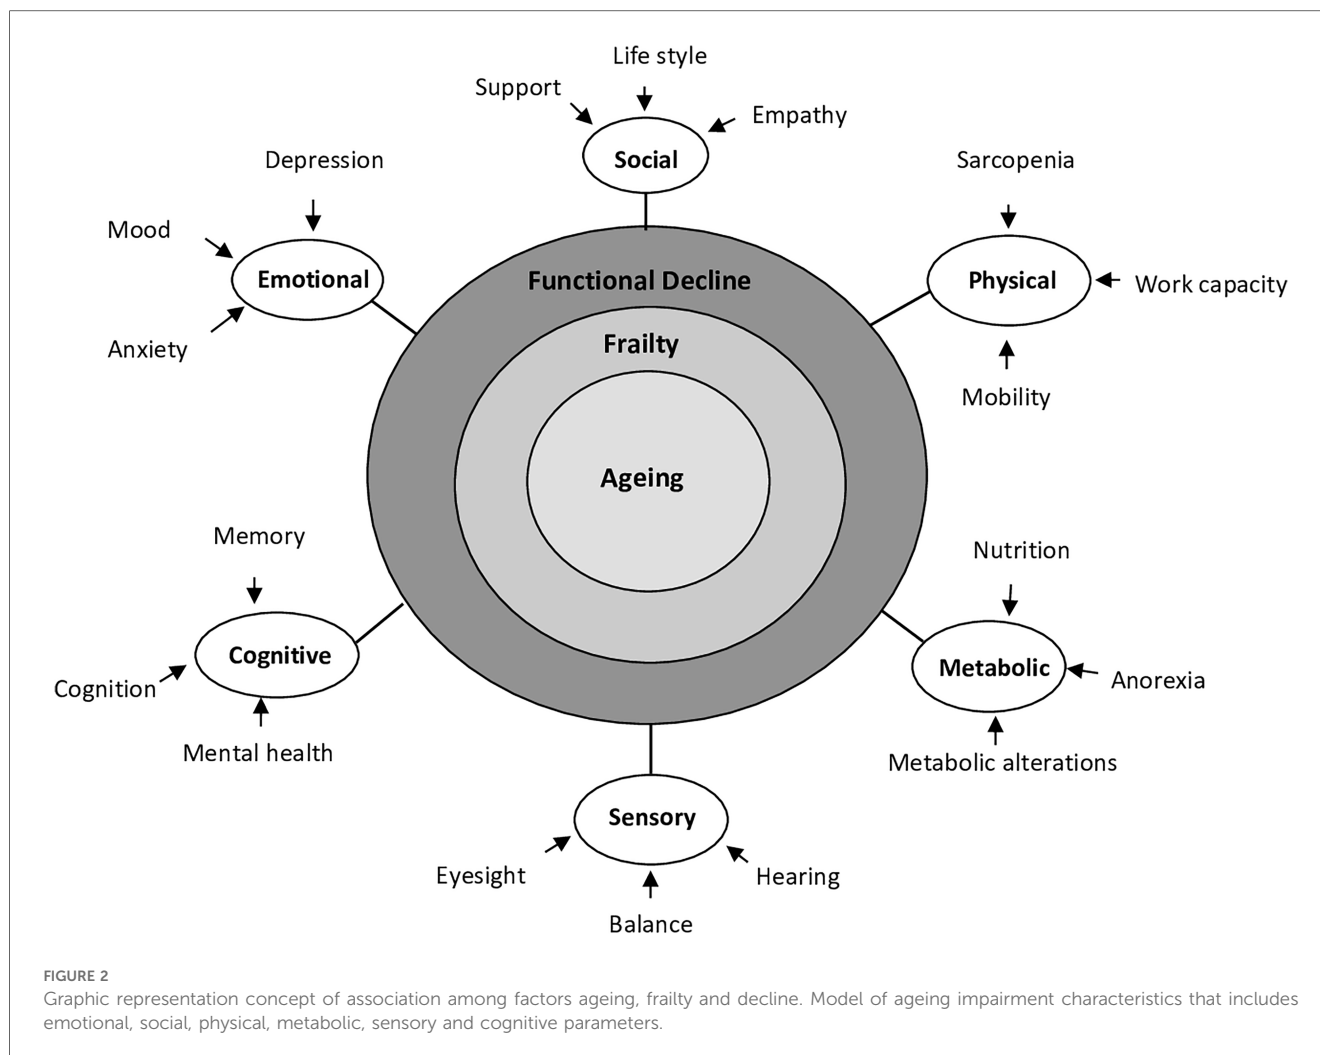 Life style
Support
Empathy
Social
Depression
Sarcopenia
Mood
Emotional
Functional Decline
Physical
Work capacity
Anxiety
Frailty
Mobility
Ageing
Memory
Nutrition
Cognitive
Metabolic
Cognition
Anorexia
Mental health
Metabolic alterations
Sensory
Eyesight
Hearing
Balance
FIGURE 2
Graphic representation concept of association among factors ageing, frailty and decline. Model of ageing impairment characteristics that includes
emotional, social, physical, metabolic, sensory and cognitive parameters.